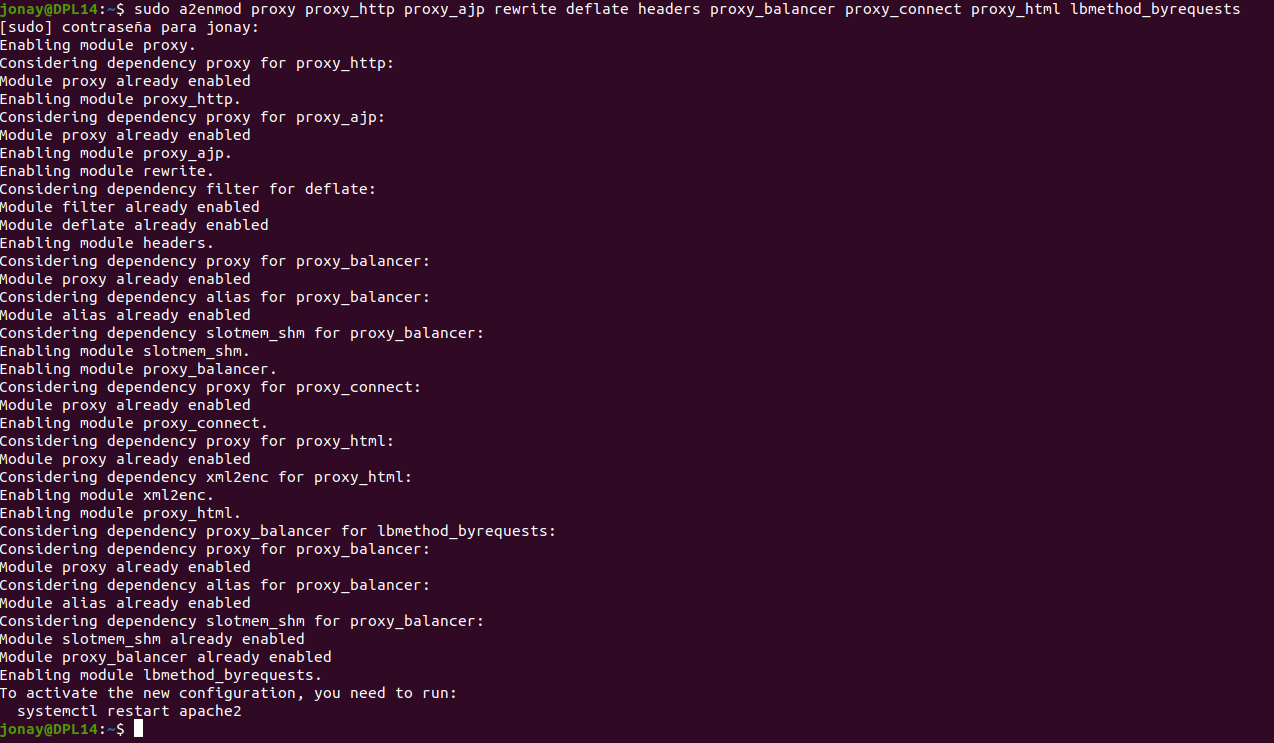 jonay@DPL14:~$ sudo a2enmod proxy proxy_http proxy_ajp rewrite deflate headers proxy_balancer proxy_connect proxy_html lbmethod_byrequests
[sudo] contraseña para jonay:
Enabling module proxy.
Considering dependency proxy for proxy_http:
Module proxy already enabled
Enabling module proxy_http.
Considering dependency proxy for proxy_ajp:
Module proxy already enabled
Enabling module proxy_ajp.
Enabling module rewrite.
Considering dependency filter for deflate:
Module filter already enabled
Module deflate already enabled
Enabling module headers.
Considering dependency proxy for proxy_balancer:
Module proxy already enabled
Considering dependency alias for proxy_balancer:
Module alias already enabled
Considering dependency slotmem_shm for proxy_balancer:
Enabling module slotmem_shm.
Enabling module proxy_balancer.
Considering dependency proxy for proxy_connect:
Module proxy already enabled
Enabling module proxy_connect.
Considering dependency proxy for proxy_html:
Module proxy already enabled
Considering dependency xml2enc for proxy_html:
Enabling module xml2enc.
Enabling module proxy_html.
Considering dependency proxy_balancer for lbmethod_byrequests:
Considering dependency proxy for proxy_balancer:
Module proxy already enabled
Considering dependency alias for proxy_balancer:
Module alias already enabled
Considering dependency slotmem_shm for proxy_balancer:
Module slotmem_shm already enabled
Module proxy_balancer already enabled
Enabling module lbmethod_byrequests.
To activate the new configuration, you need to run:
  systemctl restart apache2
jonay@DPL14:~$